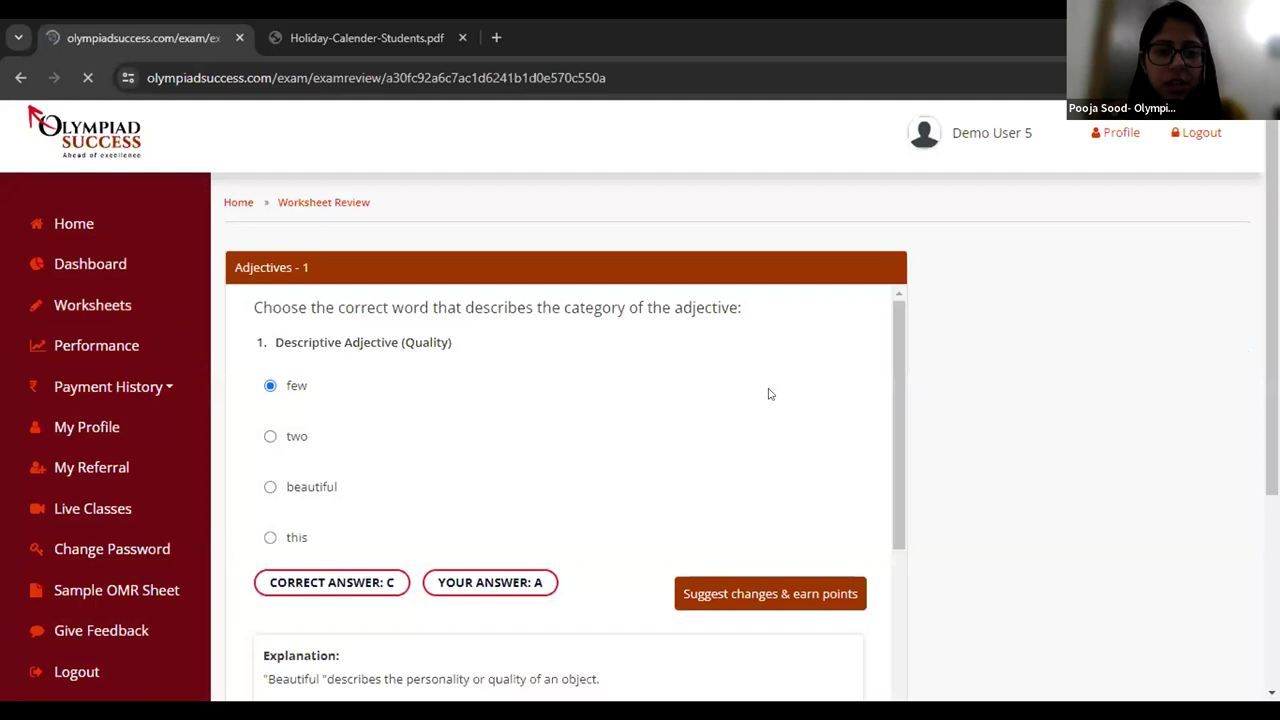 olympiadsuccess.com/exam/ex
Holiday-Calender-Students.pdf
olympiadsuccess.com/exam/examreview/a30fc92a6c7ac1d6241b1d0e570c550a
Pooja Sood- Olympi...
OLYMPIAD
SUCCESS
Ahead of excellence
Demo User 5
Profile
Logout
Home
Dashboard
Worksheets
Performance
Payment History
My Profile
My Referral
Live Classes
Change Password
Sample OMR Sheet
Give Feedback
Logout
Home » Worksheet Review
Adjectives - 1
Choose the correct word that describes the category of the adjective:
1. Descriptive Adjective (Quality)
few
two
beautiful
this
CORRECT ANSWER: C
YOUR ANSWER: A
Suggest changes & earn points
Explanation:
"Beautiful "describes the personality or quality of an object.